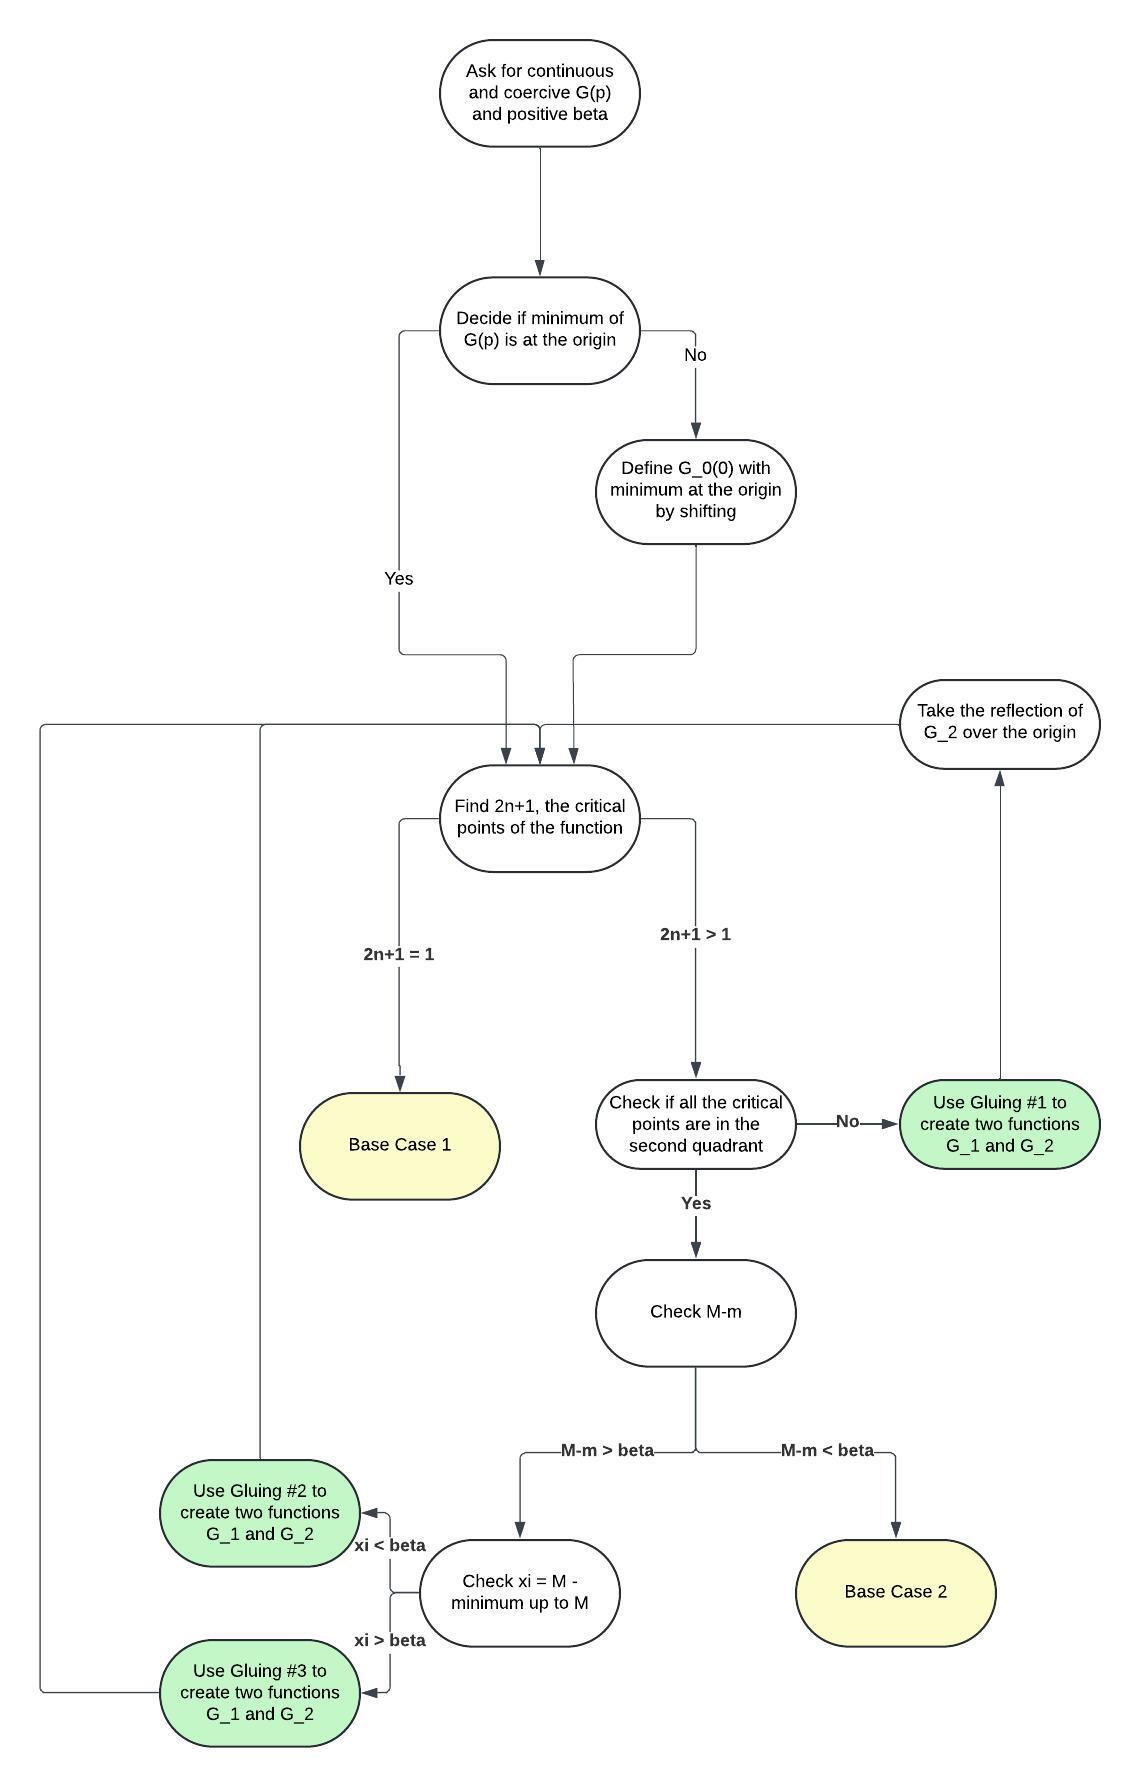 Ask for continuous
and coercive G(p)
and positive beta
Decide if minimum of
G(p) is at the origin
No
Define G_0(0) with
minimum at the origin
by shifting
Yes
Take the reflection of
G_2 over the origin
Find 2n+1, the critical
points of the function
2n+1 > 1
2n+1 = 1
Check if all the critical
points are in the
second quadrant
No
Use Gluing #1 to
create two functions
G_1 and G_2
Base Case 1
Yes
Check M-m
M-m > beta
M-m < beta
Use Gluing #2 to
create two functions
G_1 and G_2
xi < beta
Check xi = M -
minimum up to M
Base Case 2
xi > beta
Use Gluing #3 to
create two functions
G_1 and G_2